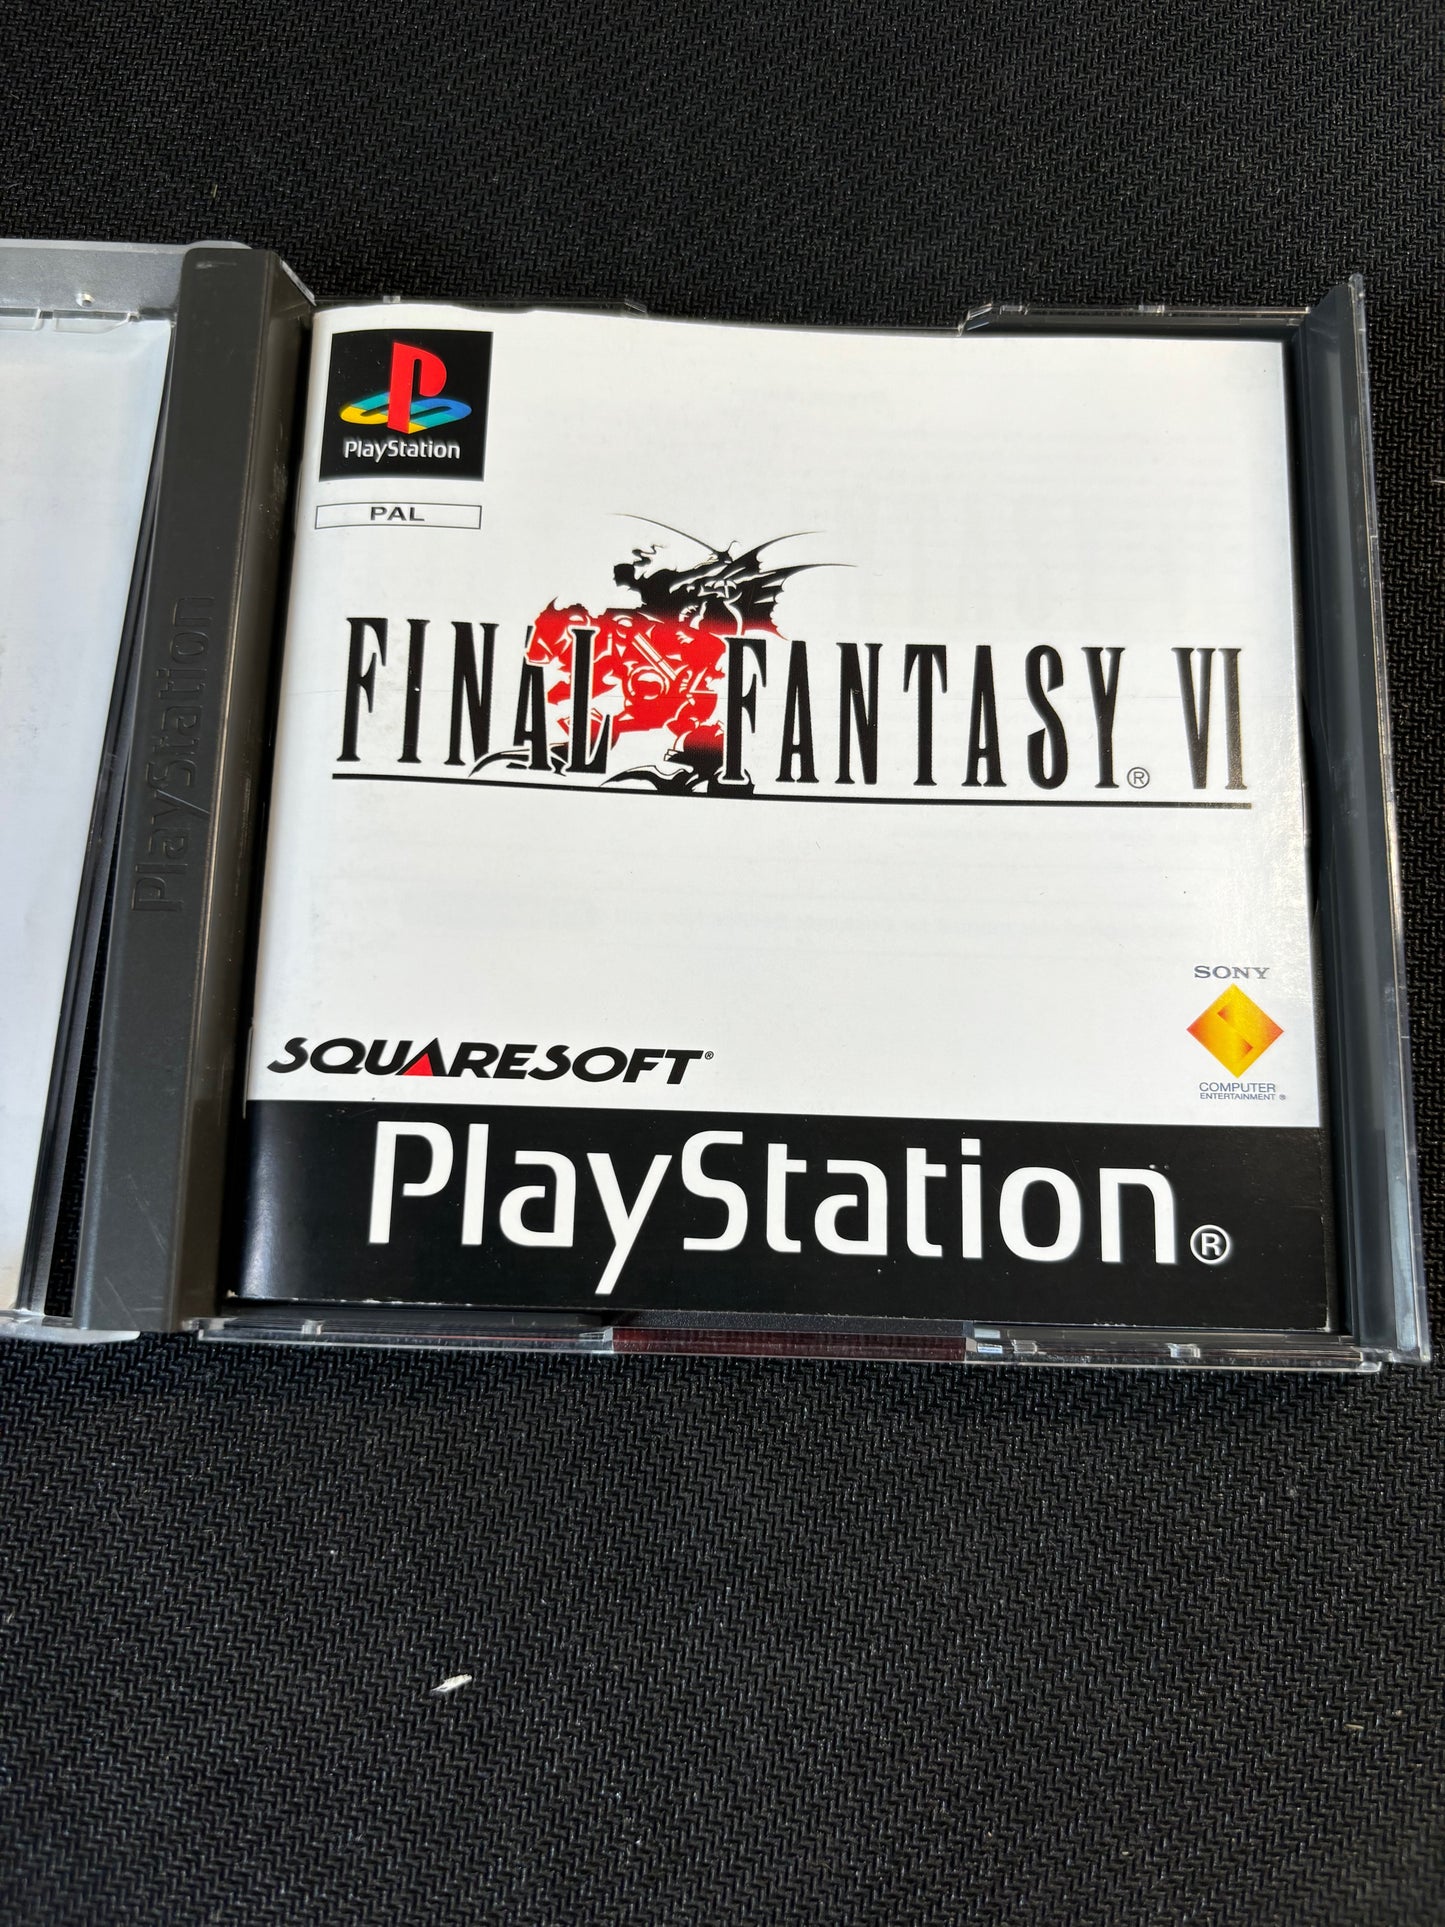 PlayStation
PlayStation
PAL
FINAL FANTASY® VI
SONY
SQUARESOFT®
COMPUTER
ENTERTAINMENT®
PlayStation®